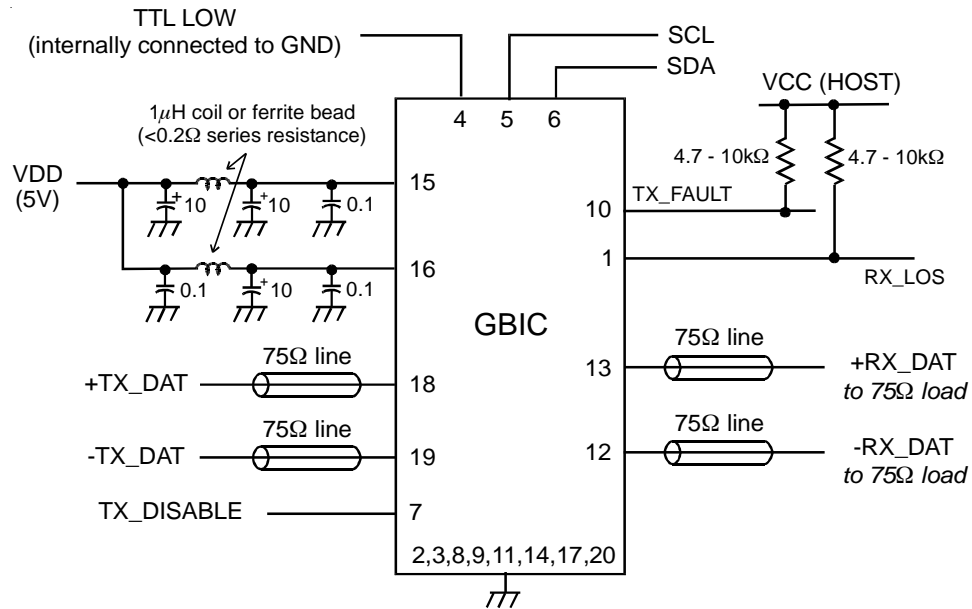 TTL LOW
(internally connected to GND)
SCL
SDA
VCC (HOST)
1μH coil or ferrite bead
(<0.2Ω series resistance)
4 5 6
4.7 - 10kΩ
4.7 - 10kΩ
VDD
(5V)
+
10
+
10
0.1
15
10
TX_FAULT
16
1
RX_LOS
0.1
+
10
0.1
GBIC
75Ω line
+TX_DAT
18
75Ω line
13
+RX_DAT
to 75Ω load
75Ω line
-TX_DAT
19
75Ω line
12
-RX_DAT
to 75Ω load
TX_DISABLE
7
2,3,8,9,11,14,17,20